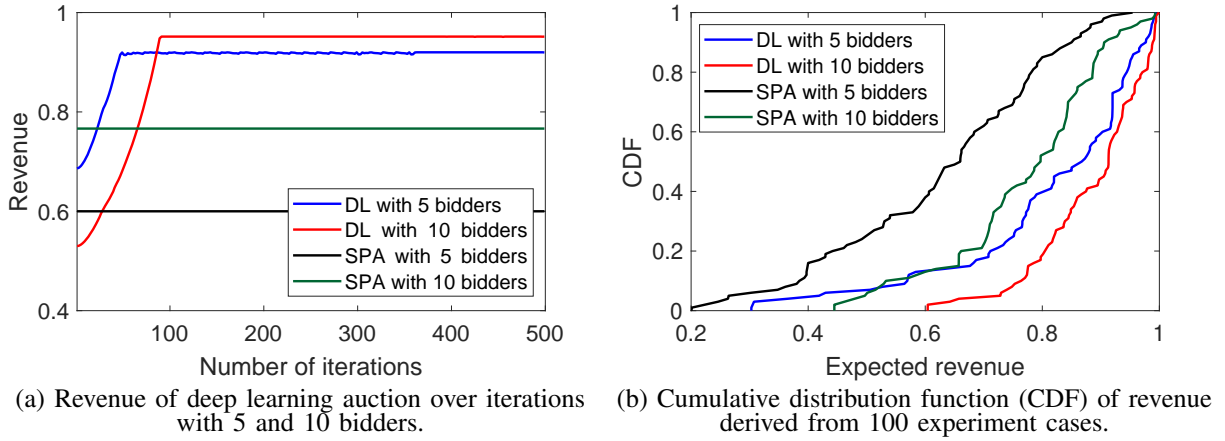 1
0.8
0.6
0.4
100
200
300
400
500
Revenue
Number of iterations
DL with 5 bidders
DL with 10 bidders
SPA with 5 bidders
SPA with 10 bidders
(a) Revenue of deep learning auction over iterations
with 5 and 10 bidders.
1
0.8
0.6
0.4
0.2
0
0.2
0.4
0.6
0.8
1
CDF
Expected revenue
DL with 5 bidders
DL with 10 bidders
SPA with 5 bidders
SPA with 10 bidders
(b) Cumulative distribution function (CDF) of revenue
derived from 100 experiment cases.